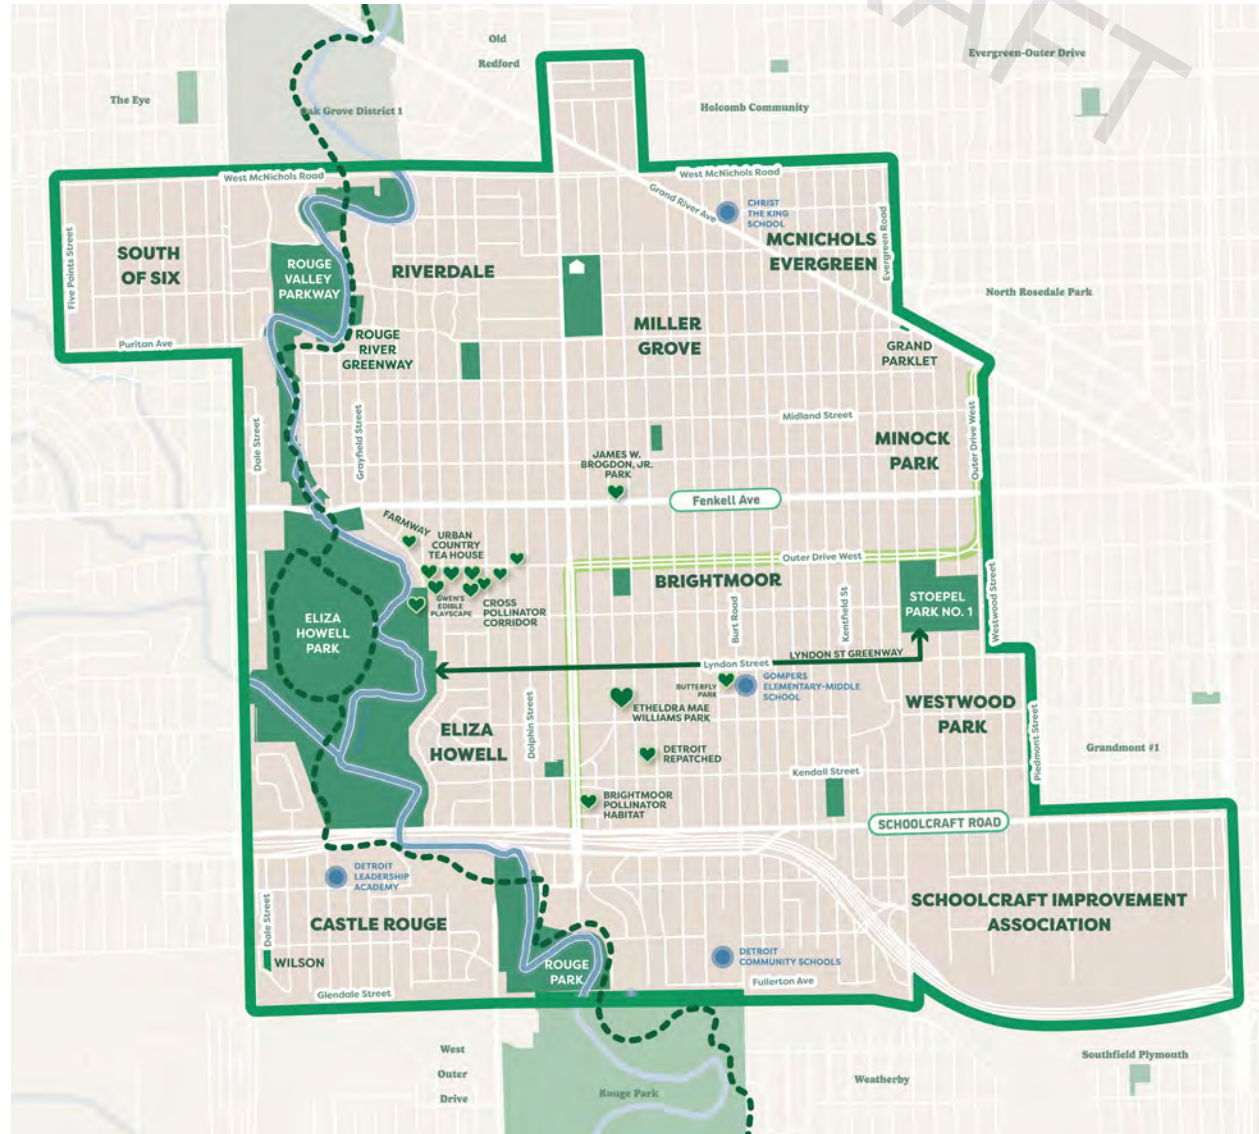 RAFT
Old
Redford
Evergreen-Outer Drive
The Eye
Oak Grove District 1
Holcomb Community
West McNichols Road
West McNichols Road
Grand River Ave
CHRIST
THE KING
SCHOOL
MCNICHOLS
EVERGREEN
Evergreen Road
Five Points Street
SOUTH
OF SIX
ROUGE
VALLEY
PARKWAY
RIVERDALE
North Rosedale Park
MILLER
GROVE
Puritan Ave
ROUGE
RIVER
GREENWAY
GRAND
PARKLET
Dale Street
Grayfield Street
Midland Street
Outer Drive West
MINOCK
PARK
JAMES W.
BROGDON, JR.
PARK
Fenkell Ave
FARMWAY
URBAN
COUNTRY
TEA HOUSE
Outer Drive West
BRIGHTMOOR
GWEN'S
EDIBLE
PLAYSCAPE
CROSS
POLLINATOR
CORRIDOR
Burt Road
Kentfield St
STOEPEL
PARK NO. 1
Westwood Street
ELIZA
HOWELL
PARK
Lyndon Street
LYNDON ST GREENWAY
BUTTERFLY
PARK
GOMPERS
ELEMENTARY-MIDDLE
SCHOOL
ETHELDRA MAE
WILLIAMS PARK
WESTWOOD
PARK
Dolphin Street
ELIZA
HOWELL
Piedmont Street
Grandmont #1
DETROIT
REPATCHED
Kendall Street
BRIGHTMOOR
POLLINATOR
HABITAT
SCHOOLCRAFT ROAD
DETROIT
LEADERSHIP
ACADEMY
Dale Street
CASTLE ROUGE
SCHOOLCRAFT IMPROVEMENT
ASSOCIATION
WILSON
ROUGE
PARK
DETROIT
COMMUNITY SCHOOLS
Glendale Street
Fullerton Ave
West
Outer
Drive
Rouge Park
Weatherby
Southfield Plymouth